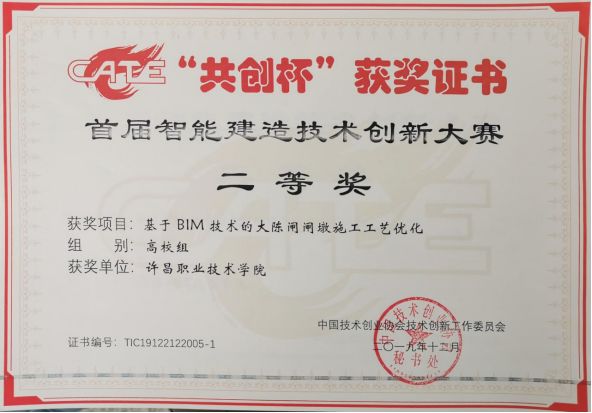 CATE “共创杯”获奖证书
首届智能建造技术创新大赛
二等奖
获奖项目：基于 BIM 技术的大陈闸闸墩施工工艺优化
组 别：高校组
获奖单位：许昌职业技术学院
中国技术创业协会技术创新工作委员会
证书编号：TIC19122122005-1
二〇一九年十二月
秘书处